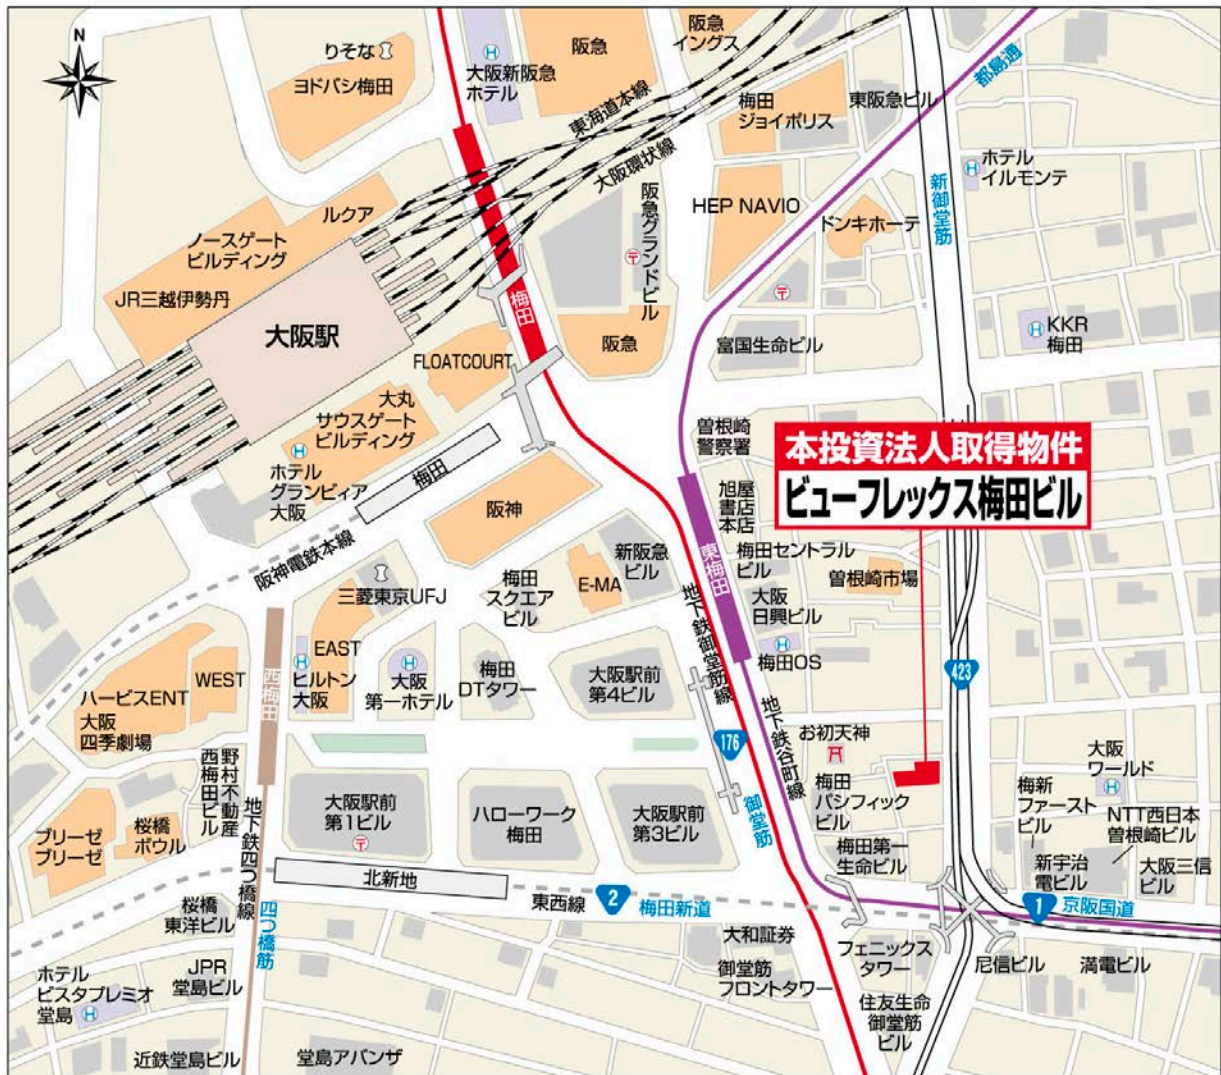 N
りそな
ヨドバシ梅田
大阪新阪急
ホテル
阪急
阪急
イングス
東海道本線
大阪環状線
梅田
ジョイポリス
東阪急ビル
都島通
新御堂筋
ホテル
イルモンテ
ルクア
ノースゲート
ビルディング
JR三越伊勢丹
大阪駅
阪急グランドビル
HEP NAVIO
ドンキホーテ
梅田
FLOATCOURT
阪急
富国生命ビル
KKR
梅田
大丸
サウスゲート
ビルディング
ホテル
グランビィア
大阪
梅田
阪神
曽根崎
警察署
本投資法人取得物件
ビューフレックス梅田ビル
旭屋
書店
本店
東梅田
阪神電鉄本線
三菱東京UFJ
梅田
スクエア
ビル
E-MA
新阪急
ビル
梅田セントラル
ビル
曽根崎市場
大阪
日興ビル
梅田OS
地下鉄御堂筋線
ハービスENT
WEST
大阪
四季劇場
西梅田
EAST
ヒルトン
大阪
大阪
第一ホテル
梅田
DTタワー
大阪駅前
第4ビル
423
176
地下鉄谷町線
お初天神
梅田
パシフィック
ビル
梅田第一
生命ビル
大阪
ワールド
梅新
ファースト
ビル
NTT西日本
曽根崎ビル
新宇治
電ビル
大阪三信
ビル
野村不動産
西梅田ビル
地下鉄四つ橋線
四つ橋筋
大阪駅前
第1ビル
ハローワーク
梅田
大阪駅前
第3ビル
御堂筋
ブリーゼ
ブリーゼ
桜橋
ボウル
北新地
東西線
2
梅田新道
1
京阪国道
桜橋
東洋ビル
大和証券
御堂筋
フロントタワー
フェニックス
タワー
尼信ビル
満電ビル
住友生命
御堂筋
ビル
ホテル
ビスタプレミオ
堂島
JPR
堂島ビル
近鉄堂島ビル
堂島アバンザ